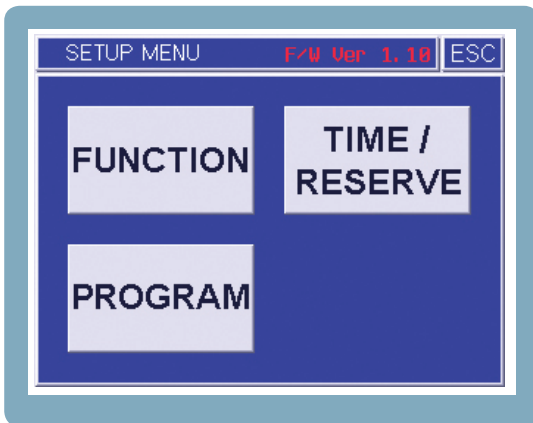 SETUP MENU F/W Ver 1.10 ESC
FUNCTION
TIME /
RESERVE
PROGRAM